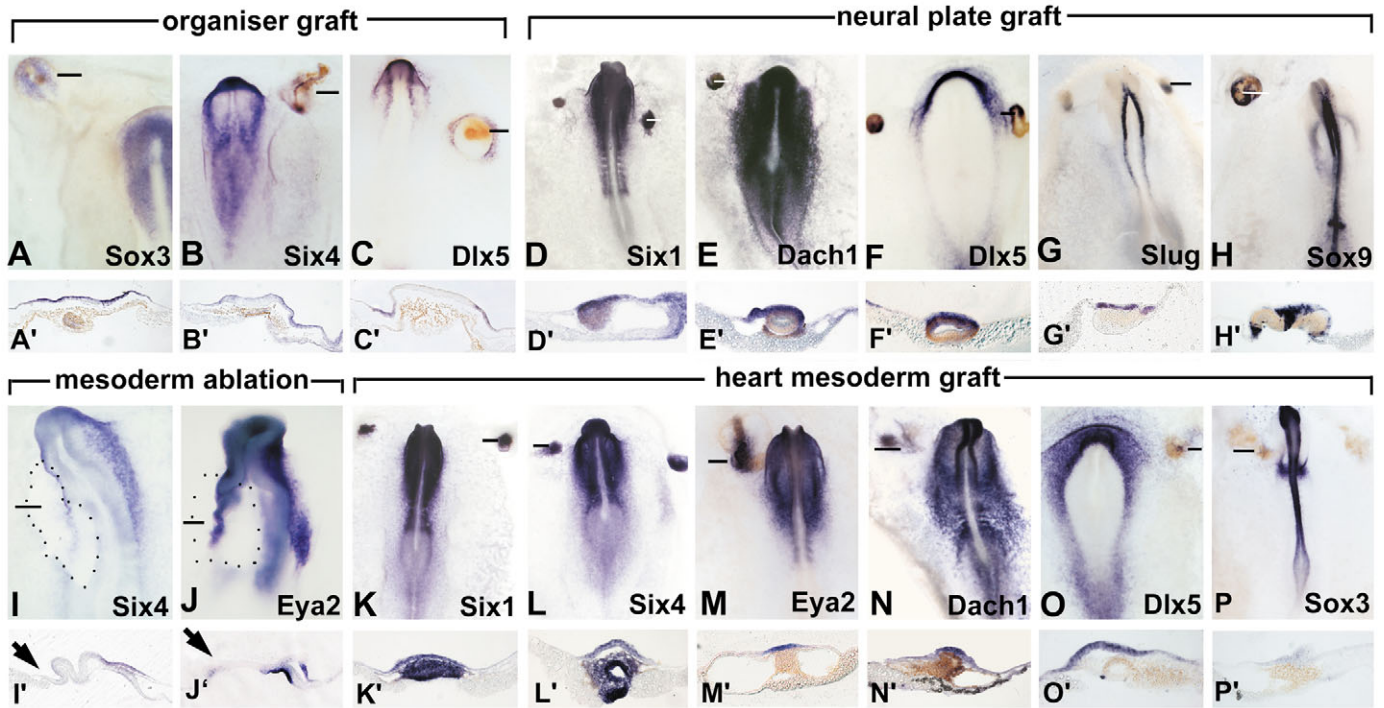 organiser graft
neural plate graft
A Sox3
B Six4
C Dlx5
D Six1
E Dach1
F Dlx5
G Slug
H Sox9
A'
B'
C'
D'
E'
F'
G'
H'
mesoderm ablation
heart mesoderm graft
I Six4
J Eya2
K Six1
L Six4
M Eya2
N Dach1
O Dlx5
P Sox3
I'
J‘
K'
L'
M'
N'
O'
P'